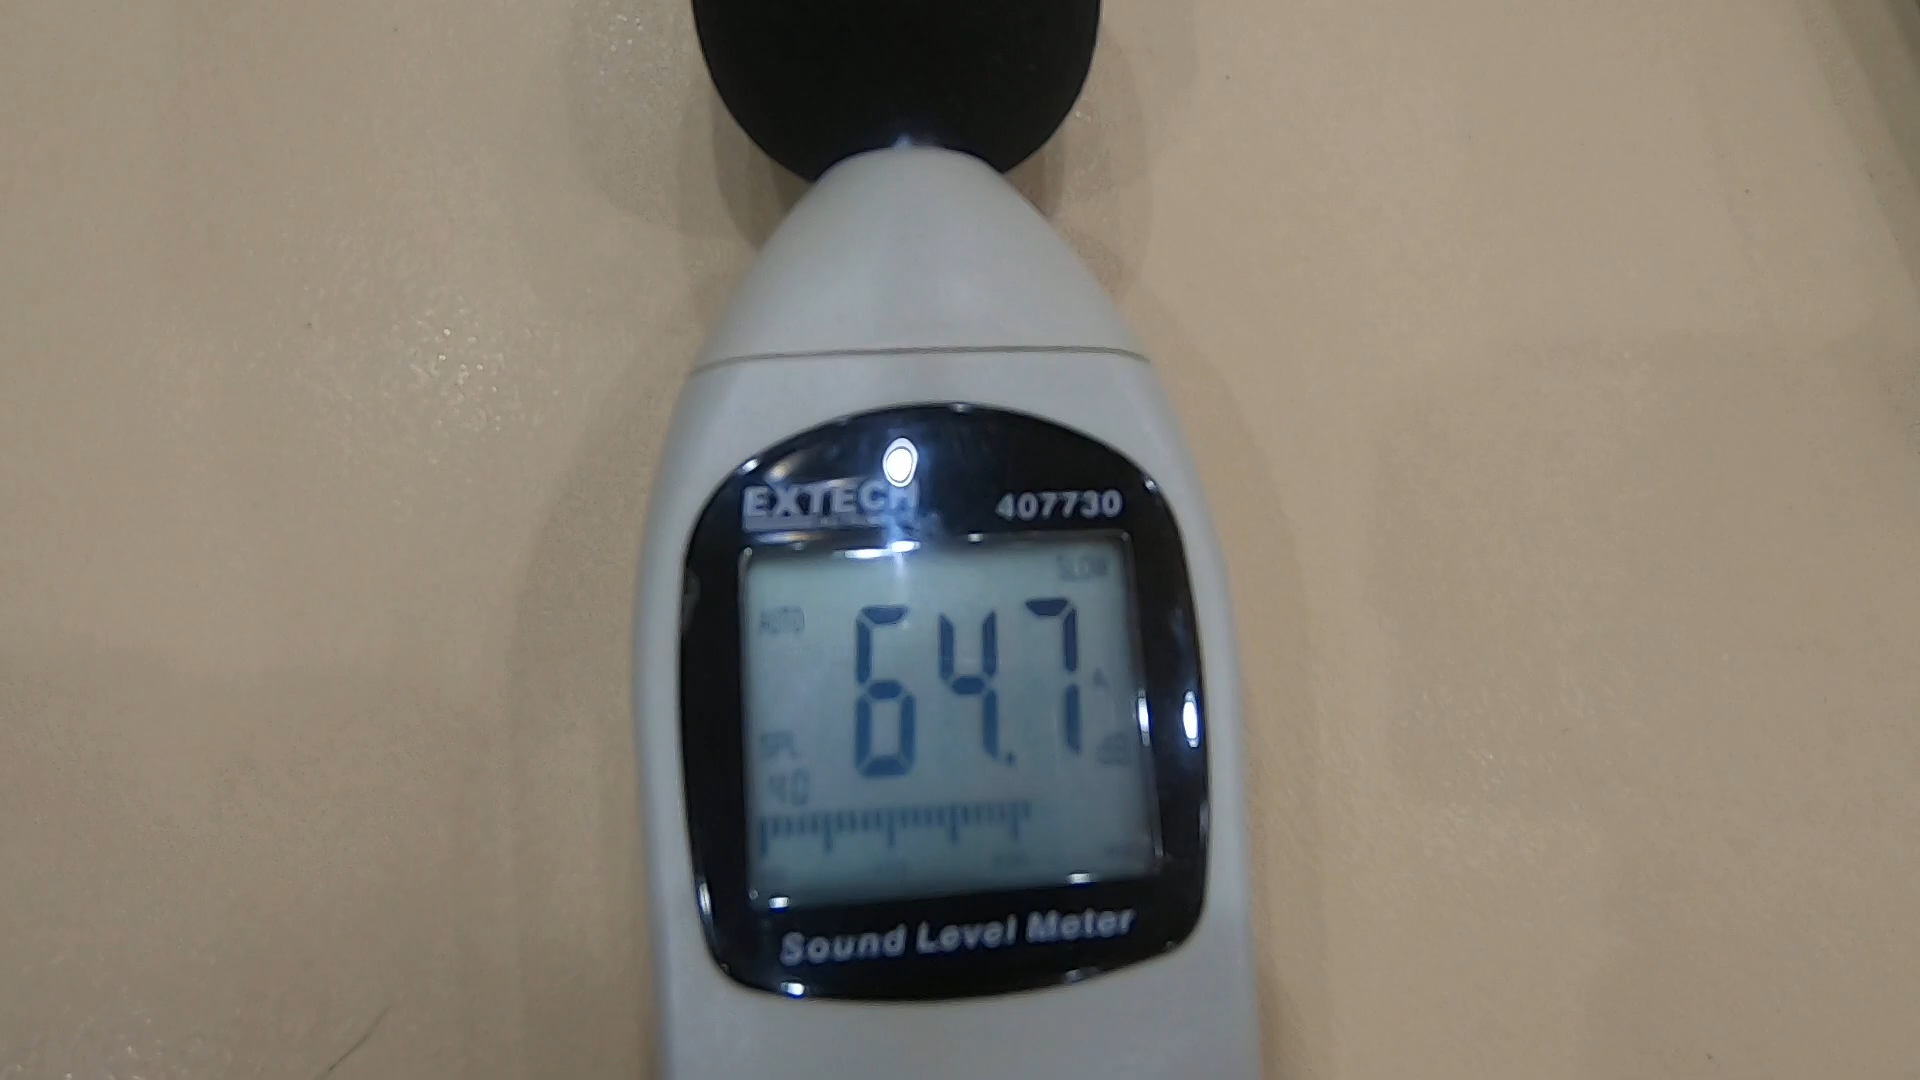 EXTECH 407730
SLOW
AUTO
64.7
A
SPL
dB
40
Sound Level Meter